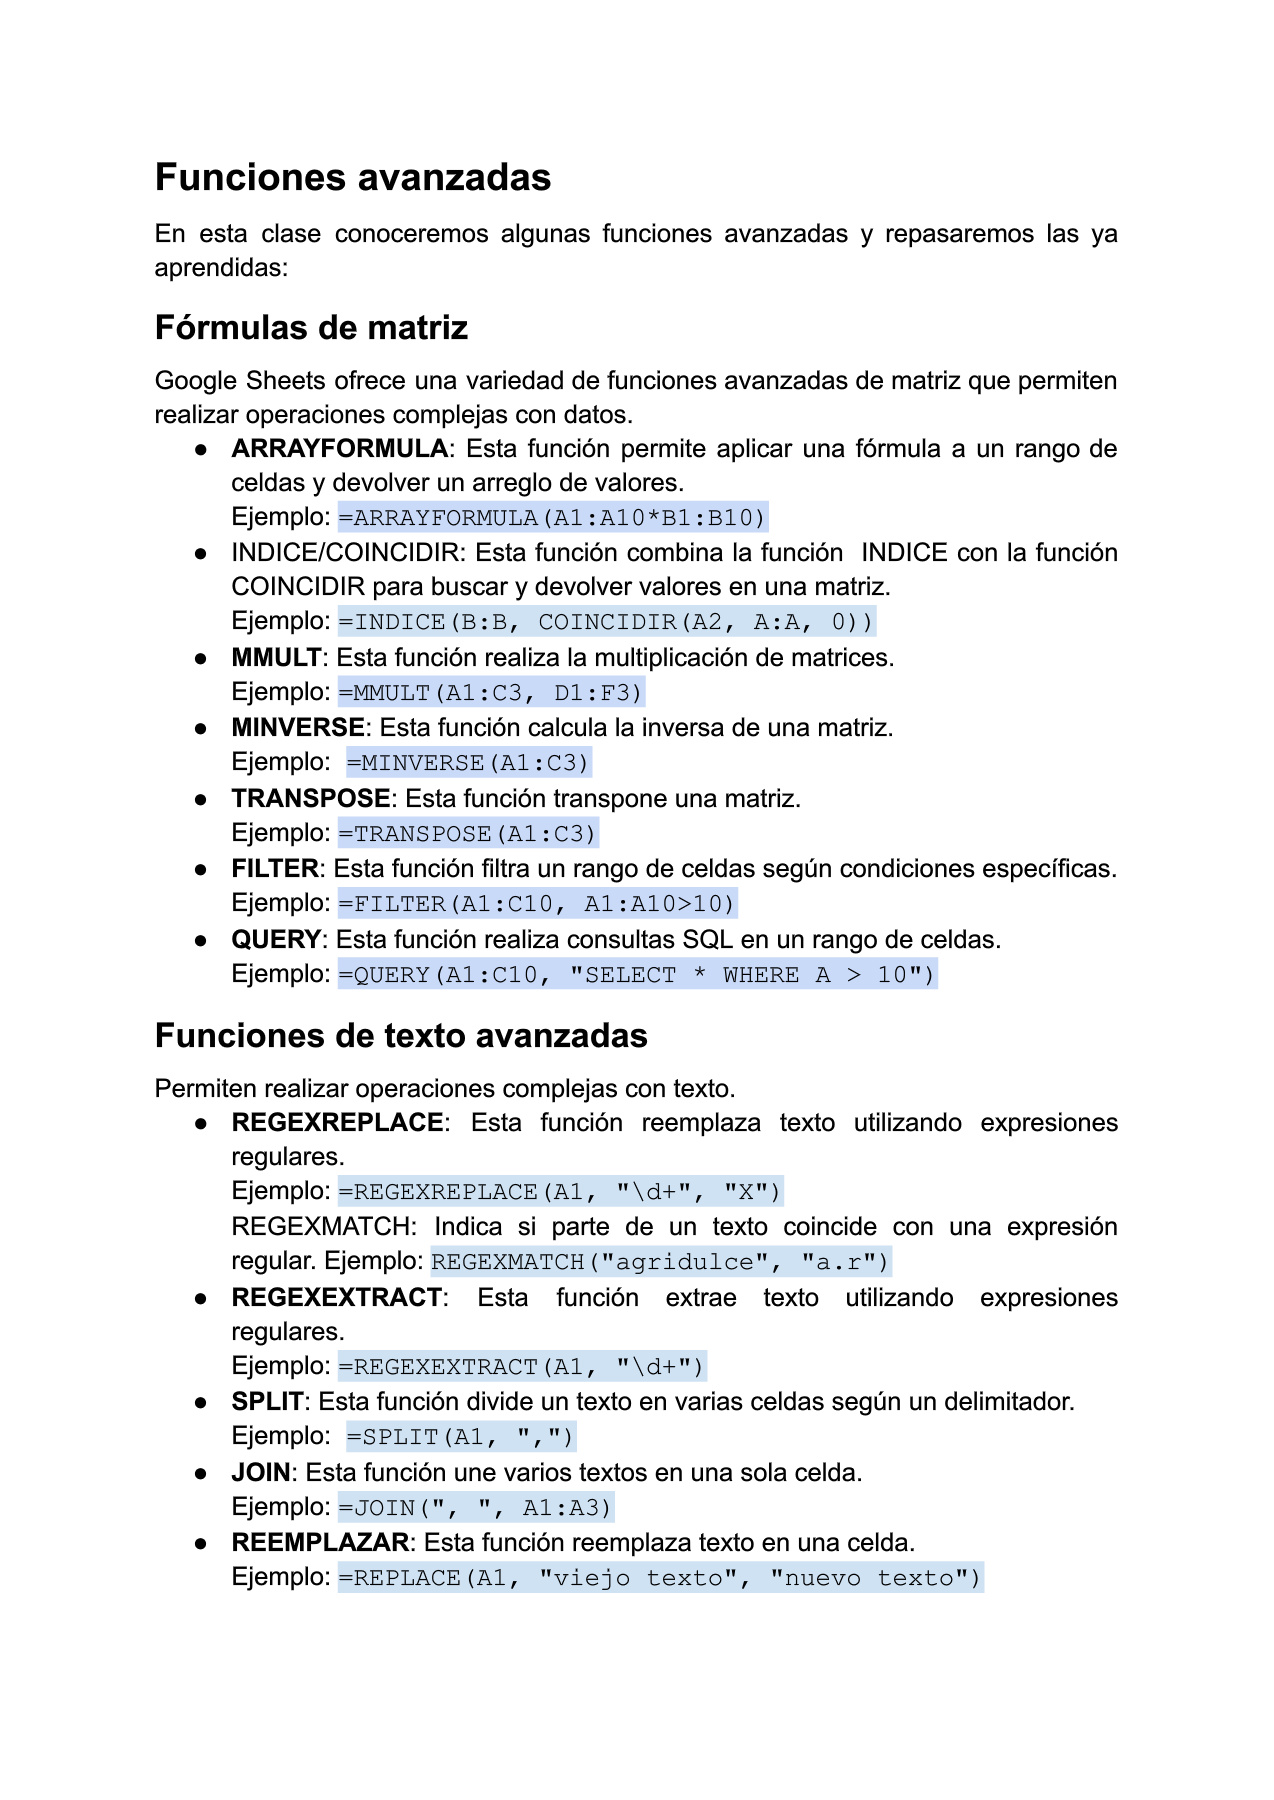 Funciones avanzadas
En esta clase conoceremos algunas funciones avanzadas y repasaremos las ya
aprendidas:
Fórmulas de matriz
Google Sheets ofrece una variedad de funciones avanzadas de matriz que permiten
realizar operaciones complejas con datos.
● ARRAYFORMULA: Esta función permite aplicar una fórmula a un rango de
celdas y devolver un arreglo de valores.
Ejemplo: =ARRAYFORMULA(A1:A10*B1:B10)
● INDICE/COINCIDIR: Esta función combina la función  INDICE con la función
COINCIDIR para buscar y devolver valores en una matriz.
Ejemplo: =INDICE(B:B, COINCIDIR(A2, A:A, 0))
● MMULT: Esta función realiza la multiplicación de matrices.
Ejemplo: =MMULT(A1:C3, D1:F3)
● MINVERSE: Esta función calcula la inversa de una matriz.
Ejemplo:  =MINVERSE(A1:C3)
● TRANSPOSE: Esta función transpone una matriz.
Ejemplo: =TRANSPOSE(A1:C3)
● FILTER: Esta función filtra un rango de celdas según condiciones específicas.
Ejemplo: =FILTER(A1:C10, A1:A10>10)
● QUERY: Esta función realiza consultas SQL en un rango de celdas.
Ejemplo: =QUERY(A1:C10, "SELECT * WHERE A > 10")
Funciones de texto avanzadas
Permiten realizar operaciones complejas con texto.
● REGEXREPLACE: Esta función reemplaza texto utilizando expresiones
regulares.
Ejemplo: =REGEXREPLACE(A1, "\d+", "X")
REGEXMATCH: Indica si parte de un texto coincide con una expresión
regular. Ejemplo: REGEXMATCH("agridulce", "a.r")
● REGEXEXTRACT: Esta función extrae texto utilizando expresiones
regulares.
Ejemplo: =REGEXEXTRACT(A1, "\d+")
● SPLIT: Esta función divide un texto en varias celdas según un delimitador.
Ejemplo:  =SPLIT(A1, ",")
● JOIN: Esta función une varios textos en una sola celda.
Ejemplo: =JOIN(", ", A1:A3)
● REEMPLAZAR: Esta función reemplaza texto en una celda.
Ejemplo: =REPLACE(A1, "viejo texto", "nuevo texto")